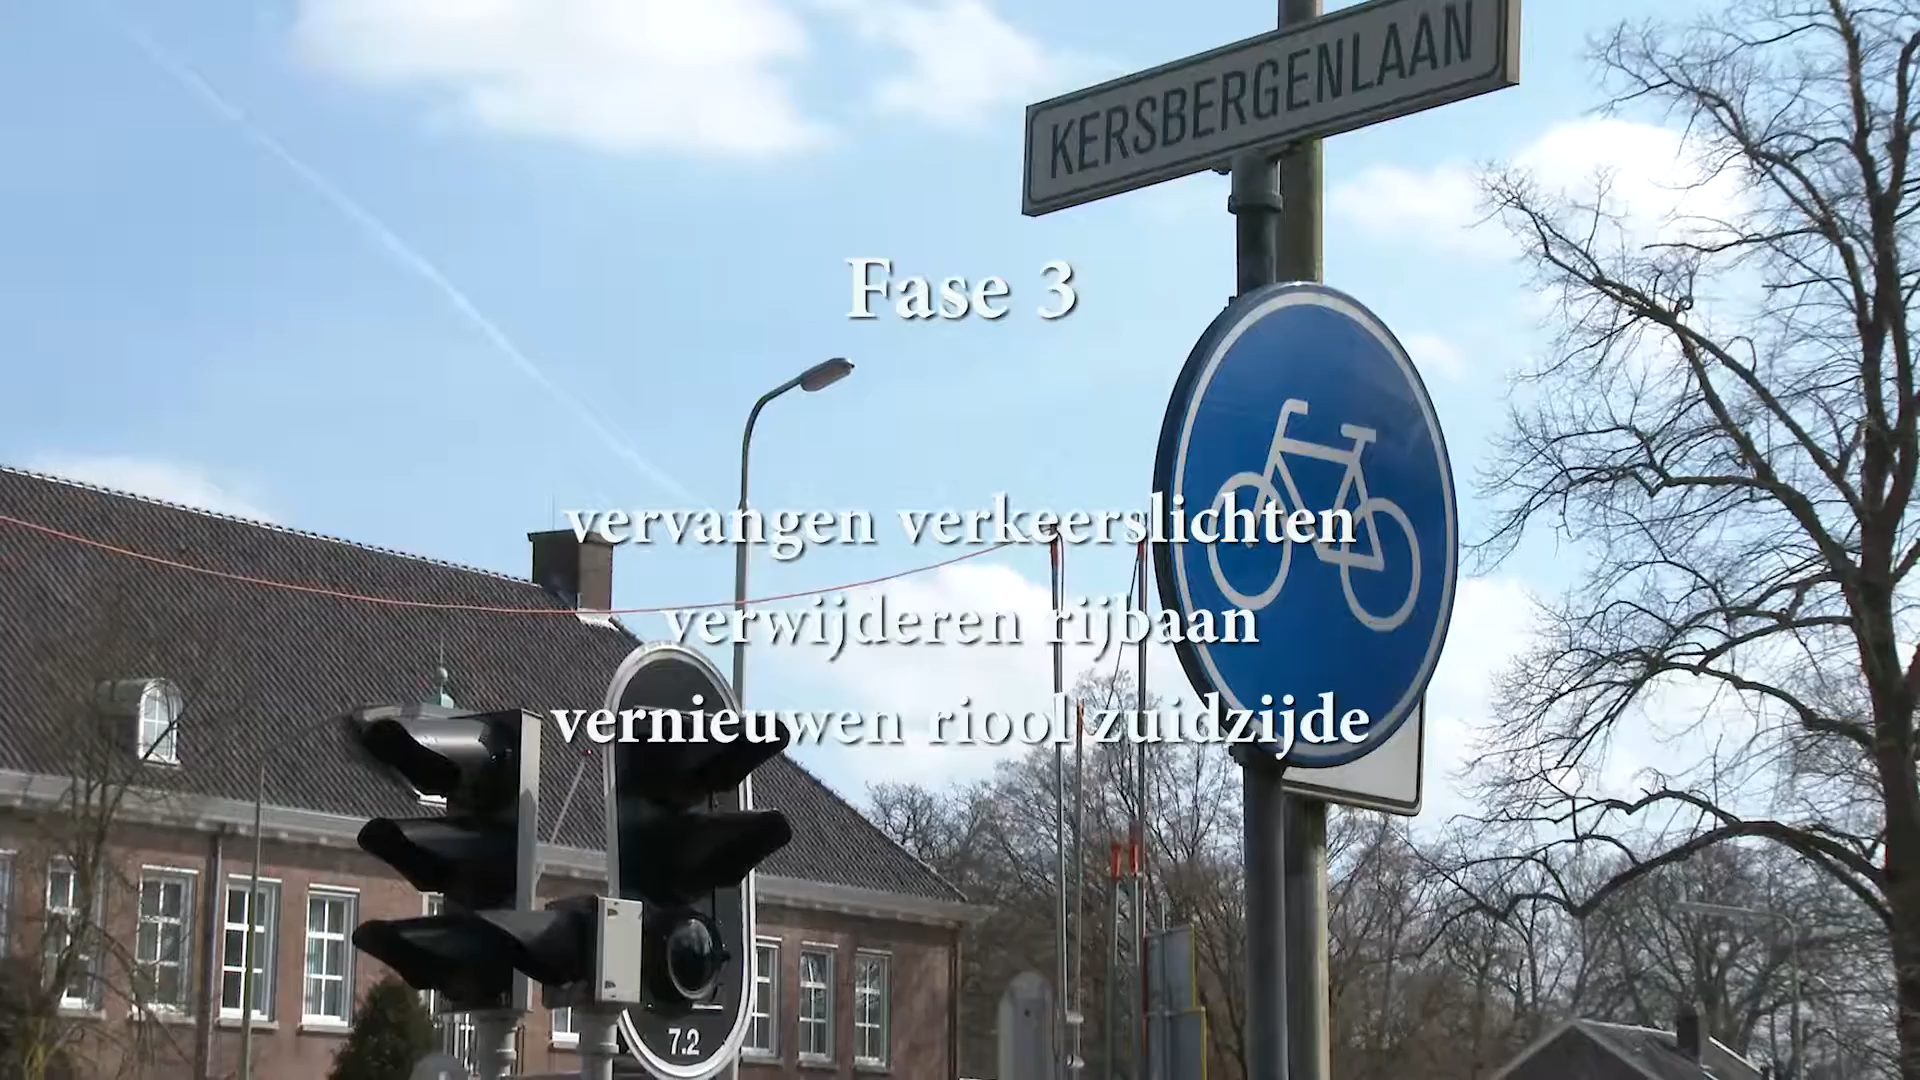 KERSBERGENLAAN
Fase 3
vervangen verkeerslichten
verwijderen rijbaan
vernieuwen riool zuidzijde
7.2